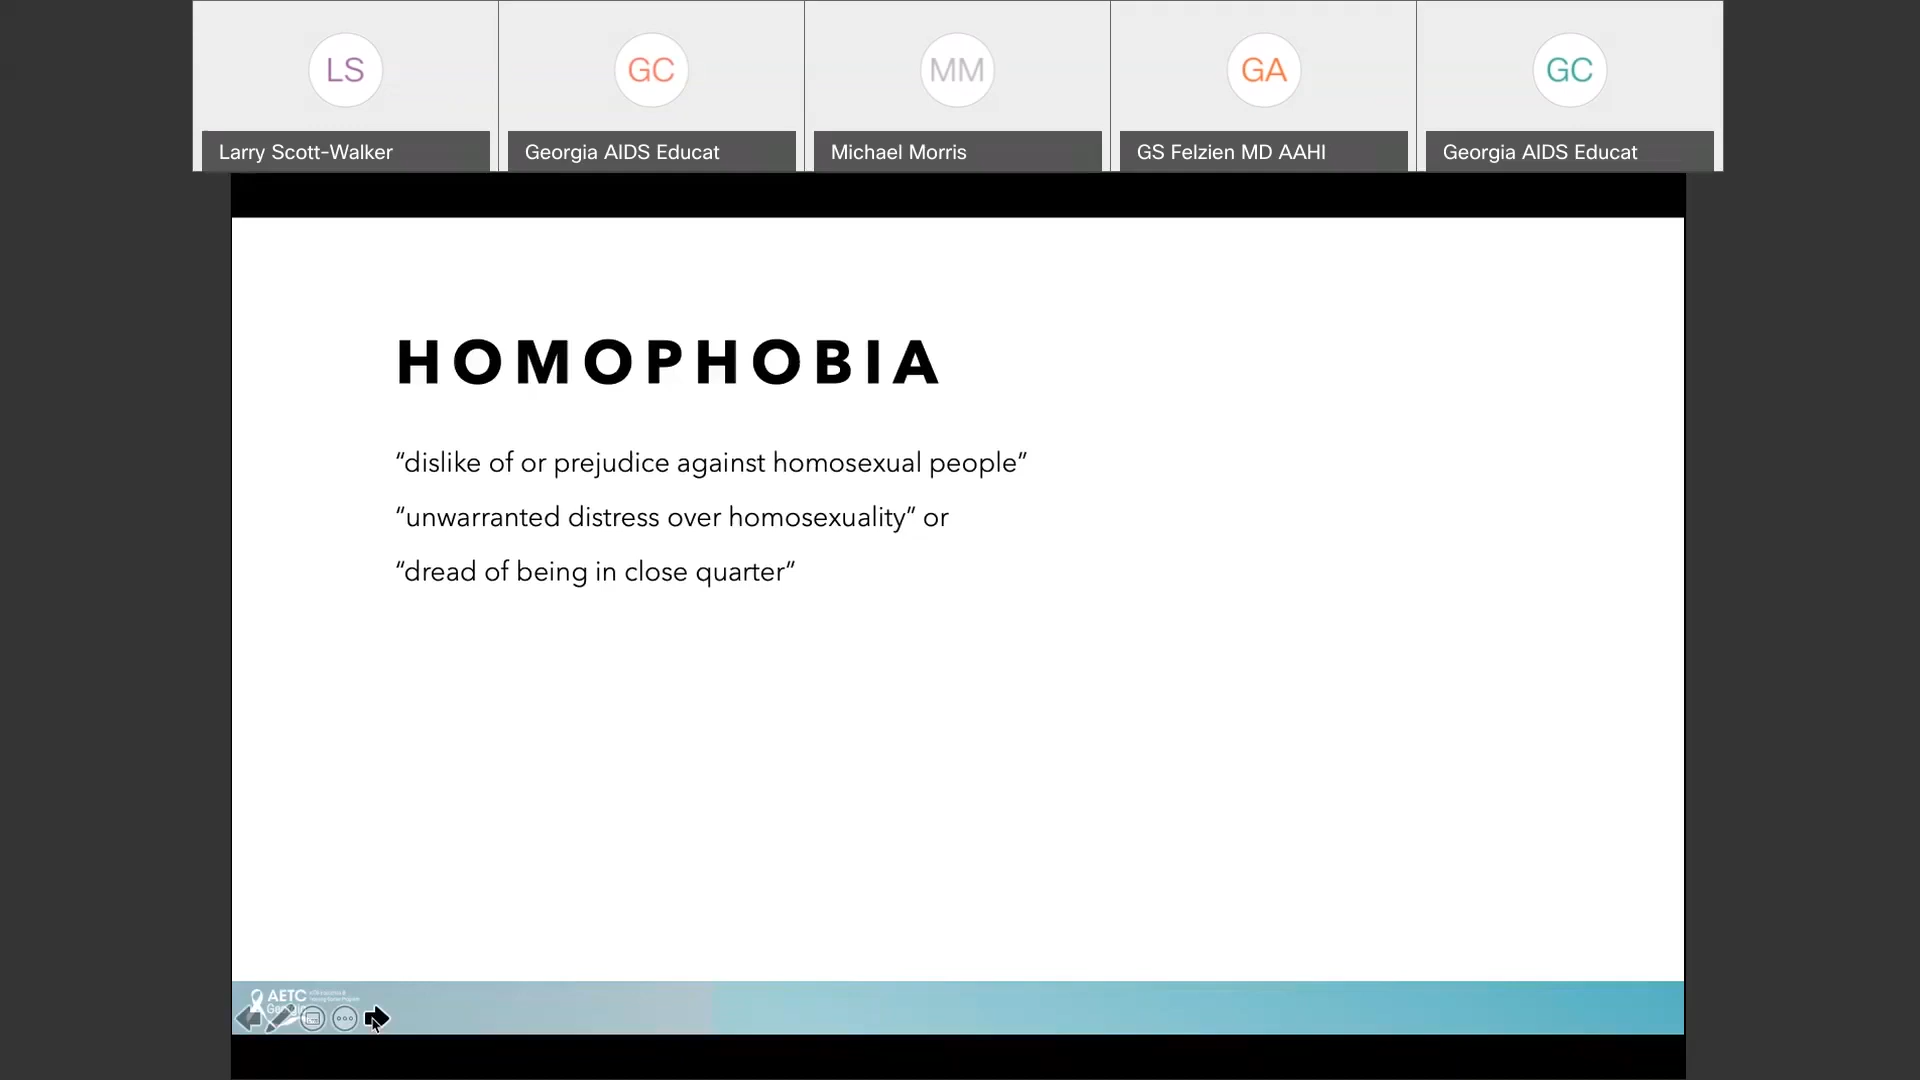 LS
GC
MM
GA
GC
Larry Scott-Walker
Georgia AIDS Educat
Michael Morris
GS Felzien MD AAHI
Georgia AIDS Educat
HOMOPHOBIA
“dislike of or prejudice against homosexual people”
“unwarranted distress over homosexuality” or
“dread of being in close quarter“
AETC